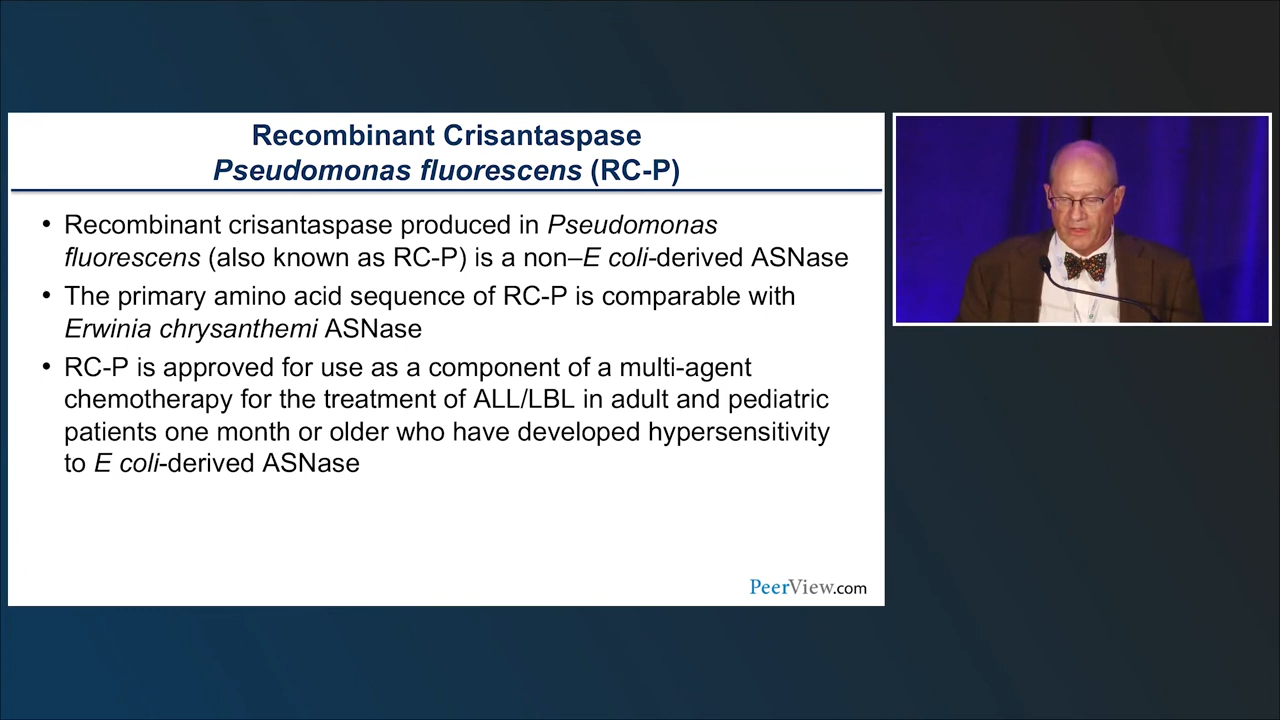 Recombinant Crisantaspase
Pseudomonas fluorescens (RC-P)
• Recombinant crisantaspase produced in Pseudomonas
fluorescens (also known as RC-P) is a non–E coli-derived ASNase
• The primary amino acid sequence of RC-P is comparable with
Erwinia chrysanthemi ASNase
• RC-P is approved for use as a component of a multi-agent
chemotherapy for the treatment of ALL/LBL in adult and pediatric
patients one month or older who have developed hypersensitivity
to E coli-derived ASNase
PeerView.com